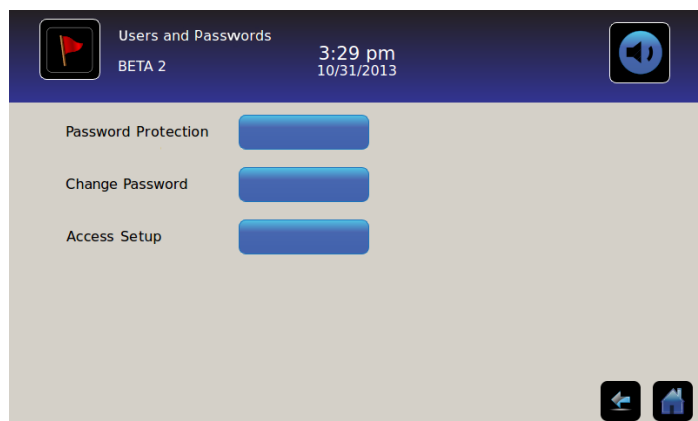 Users and Passwords
BETA 2
3:29 pm
10/31/2013
Password Protection
Change Password
Access Setup